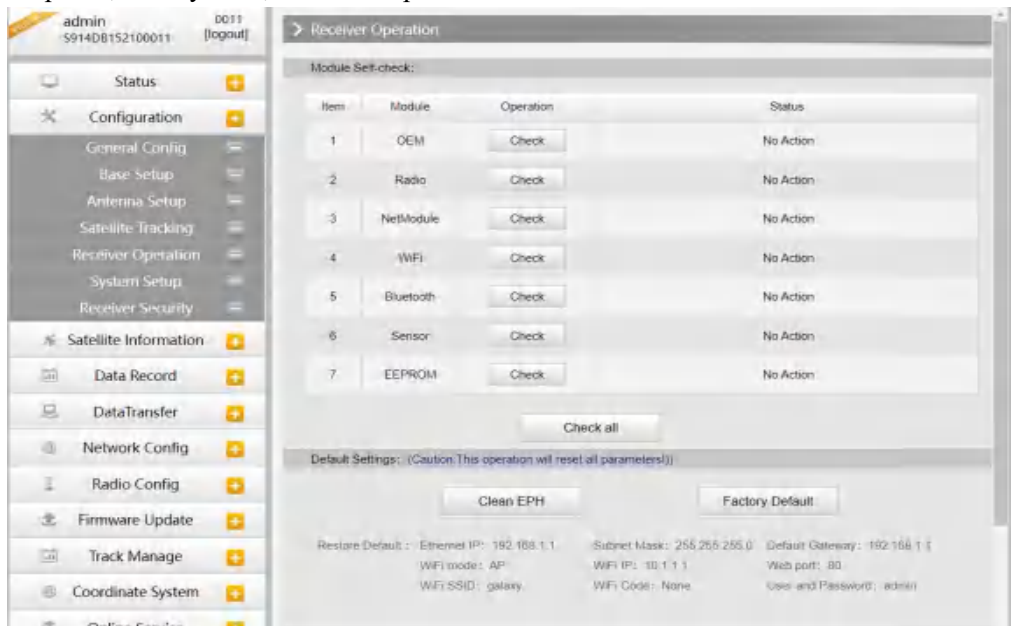 admin 0011
S914DB152100011 [logout]
Status
Configuration
General Config
Base Setup
Antenna Setup
Satellite Tracking
Receiver Operation
System Setup
Receiver Security
Satellite Information
Data Record
DataTransfer
Network Config
Radio Config
Firmware Update
Track Manage
Coordinate System
Receiver Operation
Module Self-check:
Item Module Operation Status
1 OEM Check No Action
2 Radio Check No Action
3 NetModule Check No Action
4 WiFi Check No Action
5 Bluetooth Check No Action
6 Sensor Check No Action
7 EEPROM Check No Action
Check all
Default Settings: (Caution:This operation will reset all parameters!))
Clean EPH Factory Default
Restore Default : Ethernet IP: 192.168.1.1 Subnet Mask: 255.255.255.0 Default Gateway: 192.168.1.1
WiFi mode: AP WiFi IP: 10.1.1.1 Web port: 80
WiFi SSID: galaxy WiFi Code: None User and Password: admin